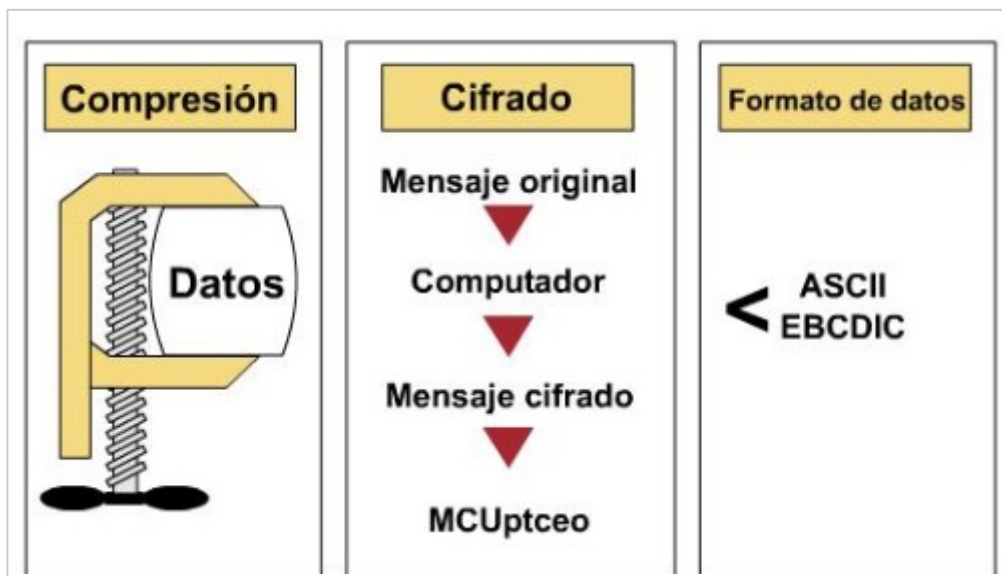 Compresión
Datos
Cifrado
Mensaje original
Computador
Mensaje cifrado
MCUptceo
Formato de datos
< ASCII
EBCDIC